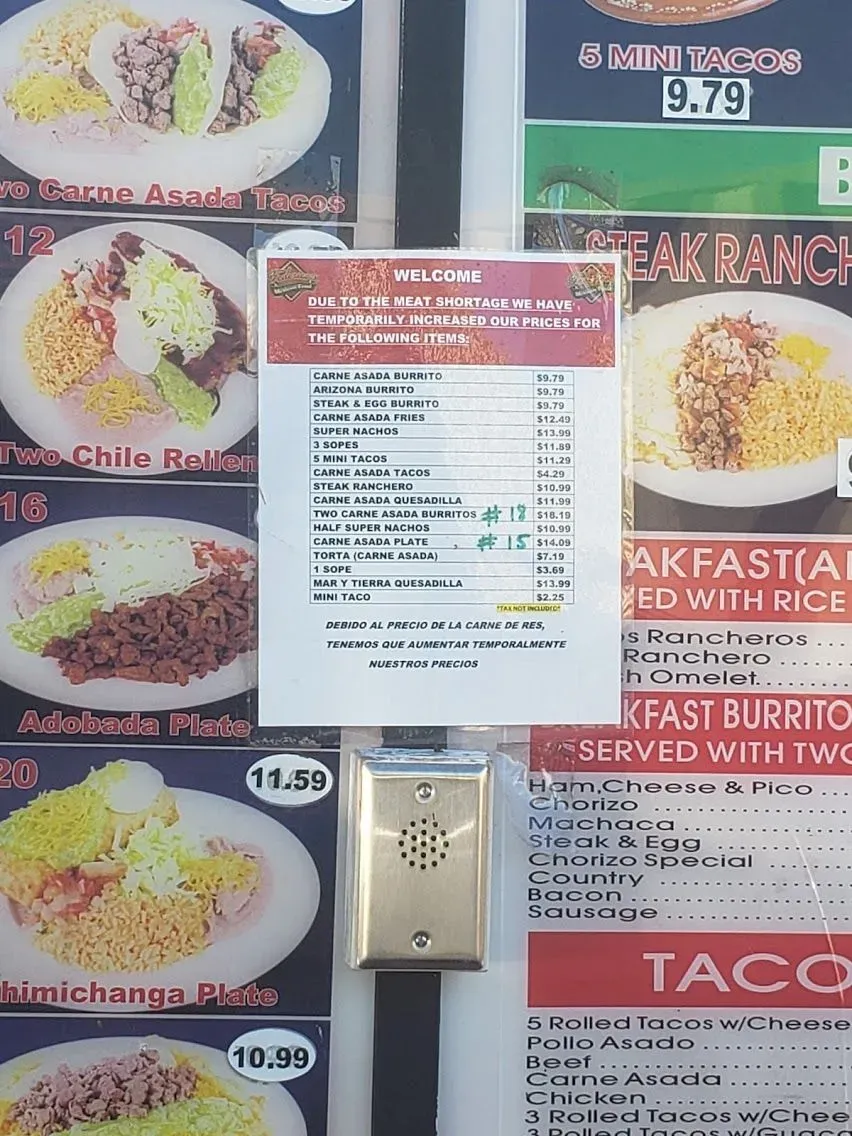 5 MINI TACOS
9.79
Carne Asada Tacos
12
STEAK RANCH
WELCOME
DUE TO THE MEAT SHORTAGE WE HAVE
TEMPORARILY INCREASED OUR PRICES FOR
THE FOLLOWING ITEMS:
CARNE ASADA BURRITO $9.79
ARIZONA BURRITO $9.79
STEAK & EGG BURRITO $9.79
CARNE ASADA FRIES $12.49
SUPER NACHOS $13.99
3 SOPES $11.89
5 MINI TACOS $11.29
CARNE ASADA TACOS $4.29
STEAK RANCHERO $10.99
CARNE ASADA QUESADILLA $11.99
TWO CARNE ASADA BURRITOS #18 $18.19
HALF SUPER NACHOS $10.99
CARNE ASADA PLATE #15 $14.09
TORTA (CARNE ASADA) $7.19
1 SOPE $3.69
MAR Y TIERRA QUESADILLA $13.99
MINI TACO $2.25
*TAX NOT INCLUDED*
DEBIDO AL PRECIO DE LA CARNE DE RES,
TENEMOS QUE AUMENTAR TEMPORALMENTE
NUESTROS PRECIOS
Two Chile Rellen
16
Adobada Plate
20
11.59
himichanga Plate
10.99
AKFAST(A
ED WITH RICE
s Rancheros ...
Ranchero ......
h Omelet......
KFAST BURRITO
SERVED WITH TWO
Ham,Cheese & Pico ...
Chorizo ..............
Machaca ..............
Steak & Egg ..........
Chorizo Special ......
Country ..............
Bacon ................
Sausage ..............
TACO
5 Rolled Tacos w/Cheese
Pollo Asado ..........
Beef .................
Carne Asada ..........
Chicken ..............
3 Rolled Tacos w/Chee
3 Rolled Tacos w/Guaca